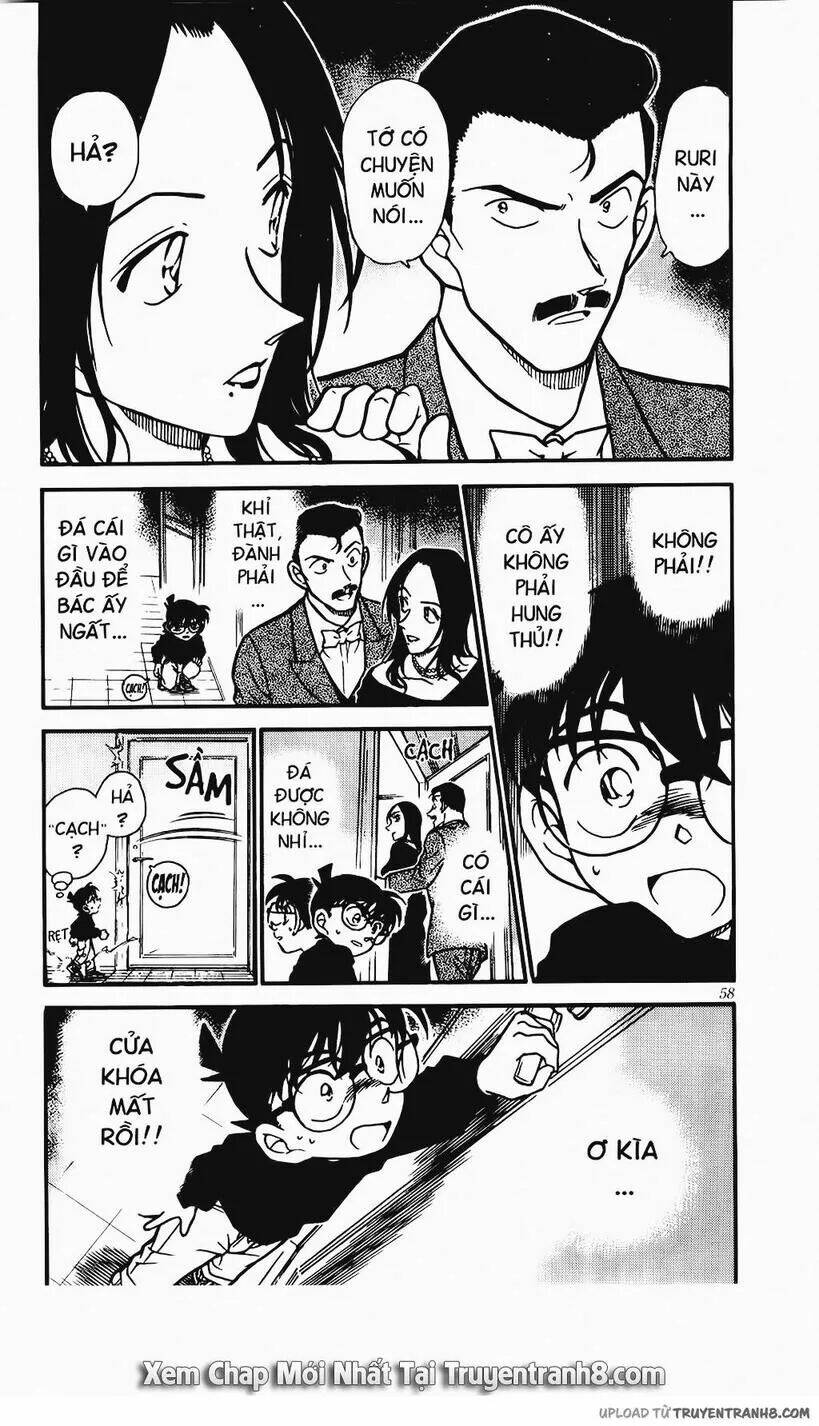 RURI
NÀY
...
TỚ CÓ
CHUYỆN
MUỐN
NÓI...
HẢ?
KHÔNG
PHẢI!!
CÔ ẤY
KHÔNG
PHẢI
HUNG
THỦ!!
KHỈ
THẬT,
ĐÀNH
PHẢI
...
ĐÁ CÁI
GÌ VÀO
ĐẦU ĐỂ
BÁC ẤY
NGẤT...
CẠCH!
CẠCH
CÓ
CÁI
GÌ...
ĐÁ
ĐƯỢC
KHÔNG
NHỈ...
SẦM
CẠCH!
HẢ
?
"CẠCH"
?
RẸT
58
Ơ KÌA
...
CỬA
KHÓA
MẤT
RỒI!!
Xem Chap Mới Nhất Tại Truyentranh8.com
UPLOAD TỪ TRUYENTRANH8.COM